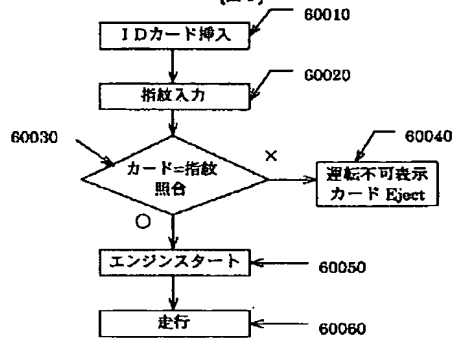 60010
IDカード挿入
60020
指紋入力
60030
カード=指紋
照合
×
60040
運転不可表示
カード Eject
○
エンジンスタート
60050
走行
60060